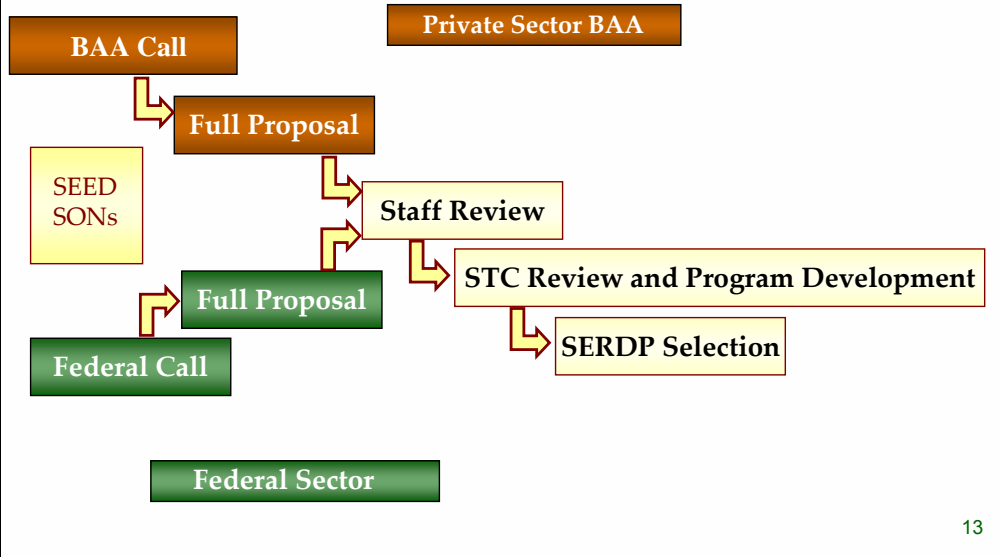 Private Sector BAA
BAA Call
Full Proposal
SEED
SONs
Staff Review
STC Review and Program Development
Full Proposal
SERDP Selection
Federal Call
Federal Sector
13